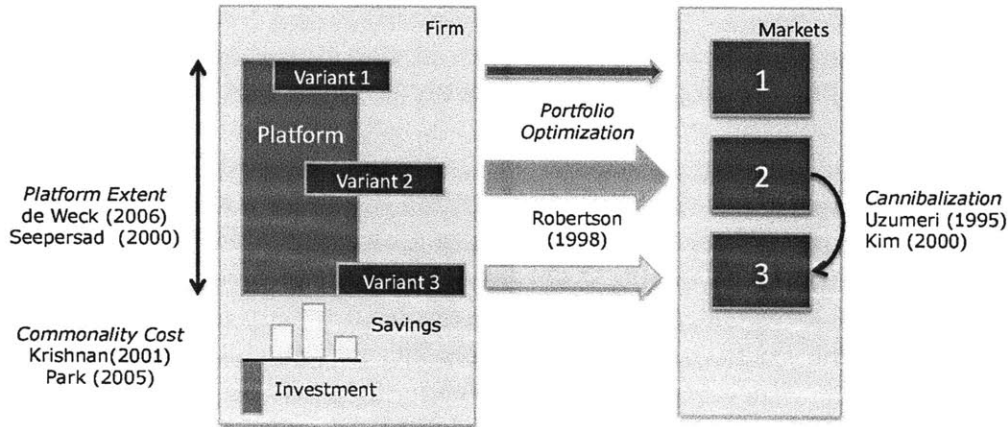 Firm
Markets
Variant 1
1
Portfolio
Optimization
Platform
Variant 2
2
Platform Extent
de Weck (2006)
Seepersad (2000)
Cannibalization
Uzumeri (1995)
Kim (2000)
Robertson
(1998)
Variant 3
3
Commonality Cost
Krishnan(2001)
Park (2005)
Savings
Investment